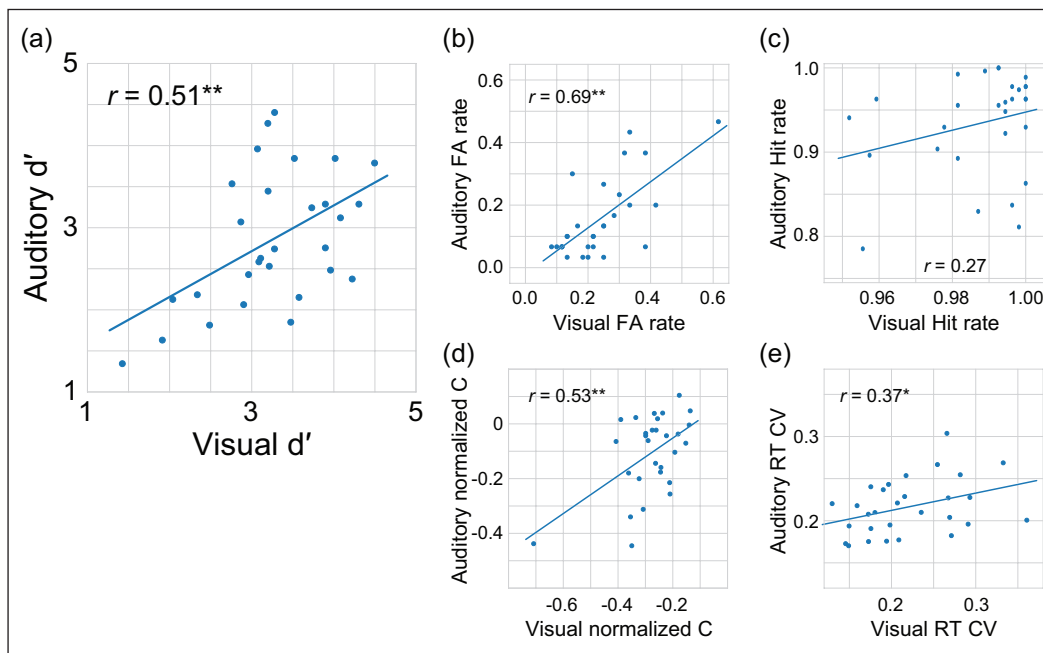 (a)
5
r = 0.51**
Auditory d′
3
1
1
3
5
Visual d′
(b)
0.6
r = 0.69**
Auditory FA rate
0.4
0.2
0.0
0.0
0.2
0.4
0.6
Visual FA rate
(c)
1.0
Auditory Hit rate
0.9
0.8
r = 0.27
0.96
0.98
1.00
Visual Hit rate
(d)
r = 0.53**
Auditory normalized C
0
-0.2
-0.4
-0.6
-0.4
-0.2
Visual normalized C
(e)
r = 0.37*
Auditory RT CV
0.3
0.2
0.2
0.3
Visual RT CV